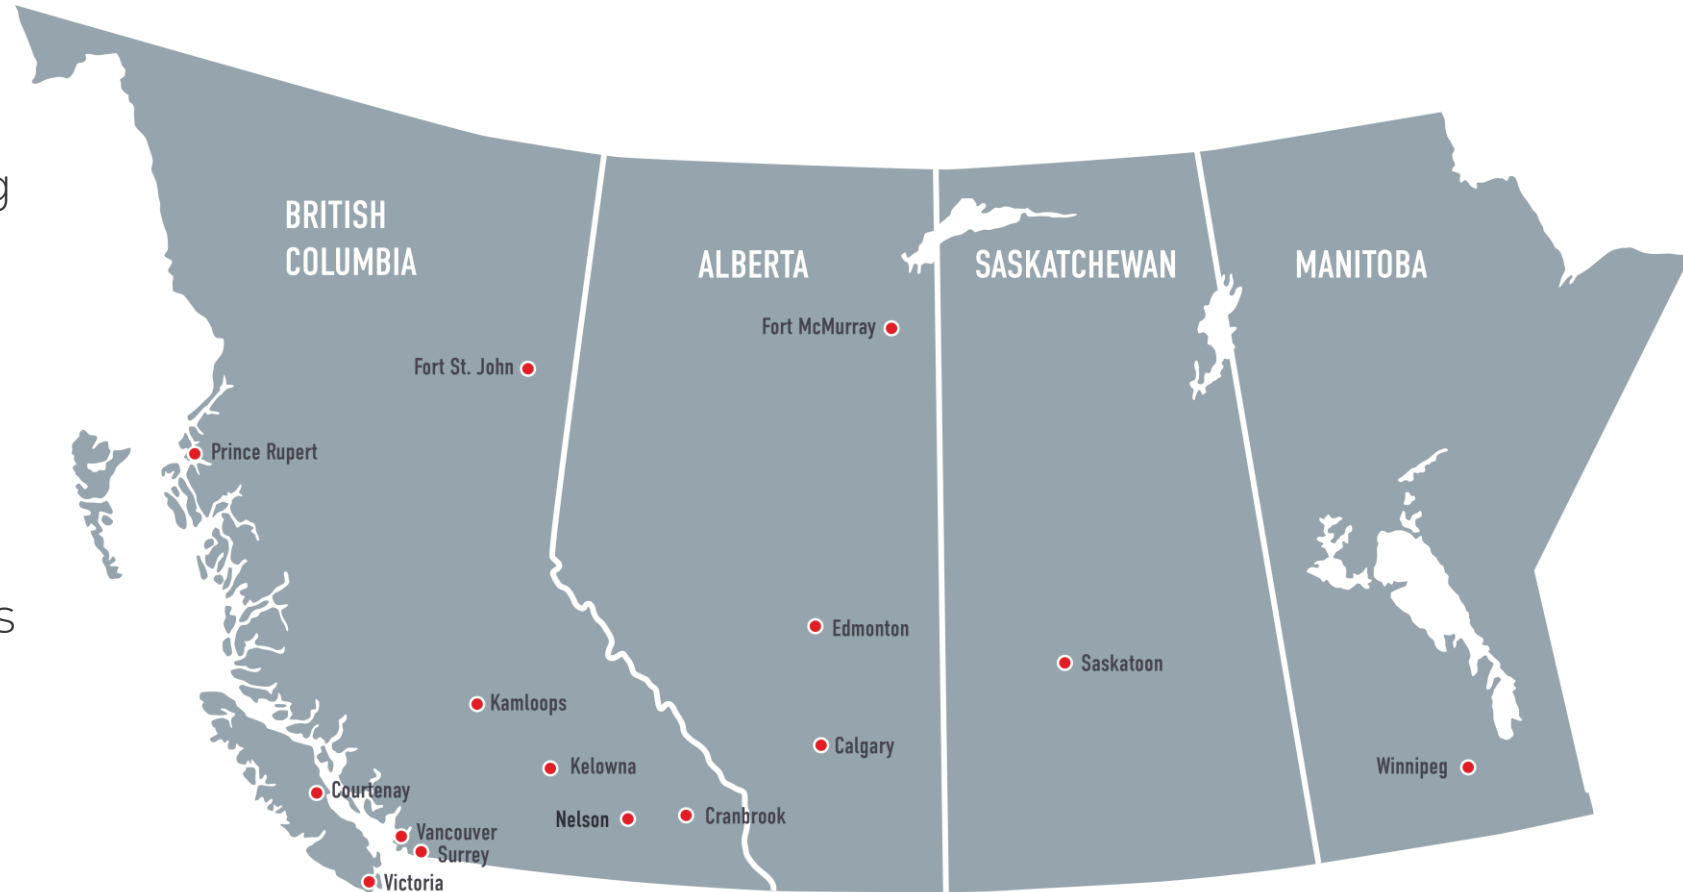 g
BRITISH
COLUMBIA
ALBERTA
SASKATCHEWAN
MANITOBA
Fort McMurray
Fort St. John
Prince Rupert
s
Edmonton
Saskatoon
Kamloops
Calgary
Kelowna
Winnipeg
Courtenay
Nelson
Cranbrook
Vancouver
Surrey
Victoria